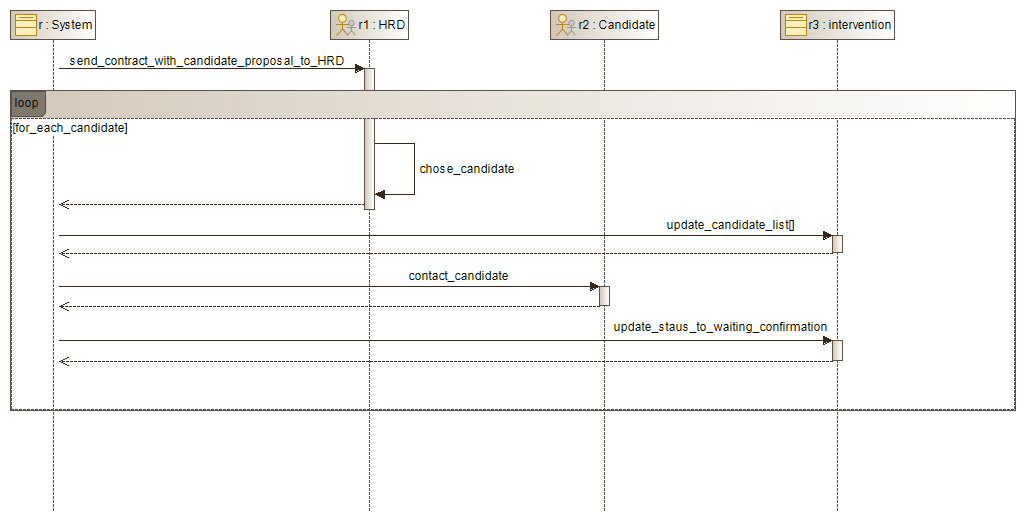 r : System
r1 : HRD
r2 : Candidate
r3 : intervention
send_contract_with_candidate_proposal_to_HRD
loop
[for_each_candidate]
chose_candidate
update_candidate_list[]
contact_candidate
update_staus_to_waiting_confirmation